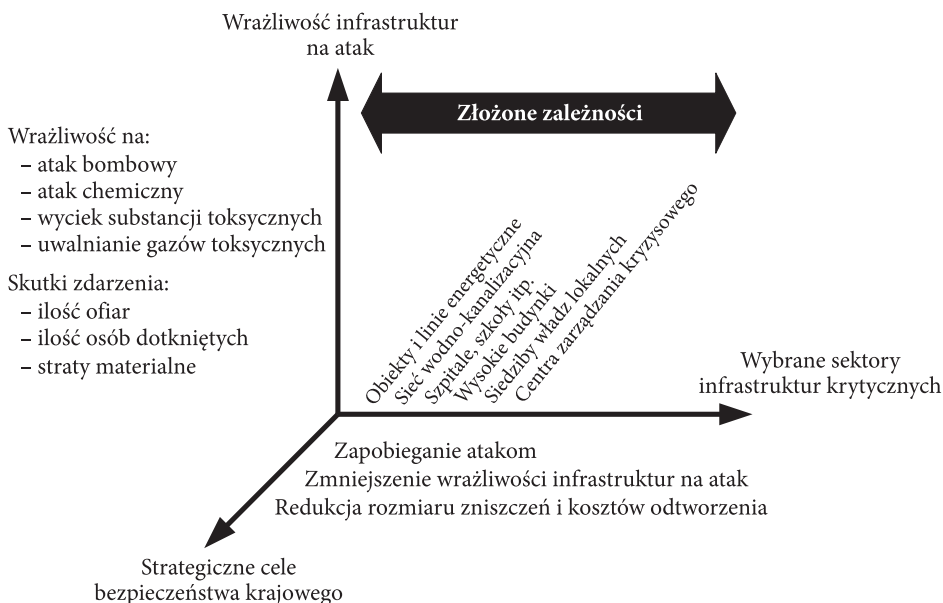 Wrażliwość infrastruktur
na atak
Złożone zależności
Wrażliwość na:
– atak bombowy
– atak chemiczny
– wyciek substancji toksycznych
– uwalnianie gazów toksycznych
Skutki zdarzenia:
– ilość ofiar
– ilość osób dotkniętych
– straty materialne
Obiekty i linie energetyczne
Sieć wodno-kanalizacyjna
Szpitale, szkoły itp.
Wysokie budynki
Siedziby władz lokalnych
Centra zarządzania kryzysowego
Wybrane sektory
infrastruktur krytycznych
Zapobieganie atakom
Zmniejszenie wrażliwości infrastruktur na atak
Redukcja rozmiaru zniszczeń i kosztów odtworzenia
Strategiczne cele
bezpieczeństwa krajowego